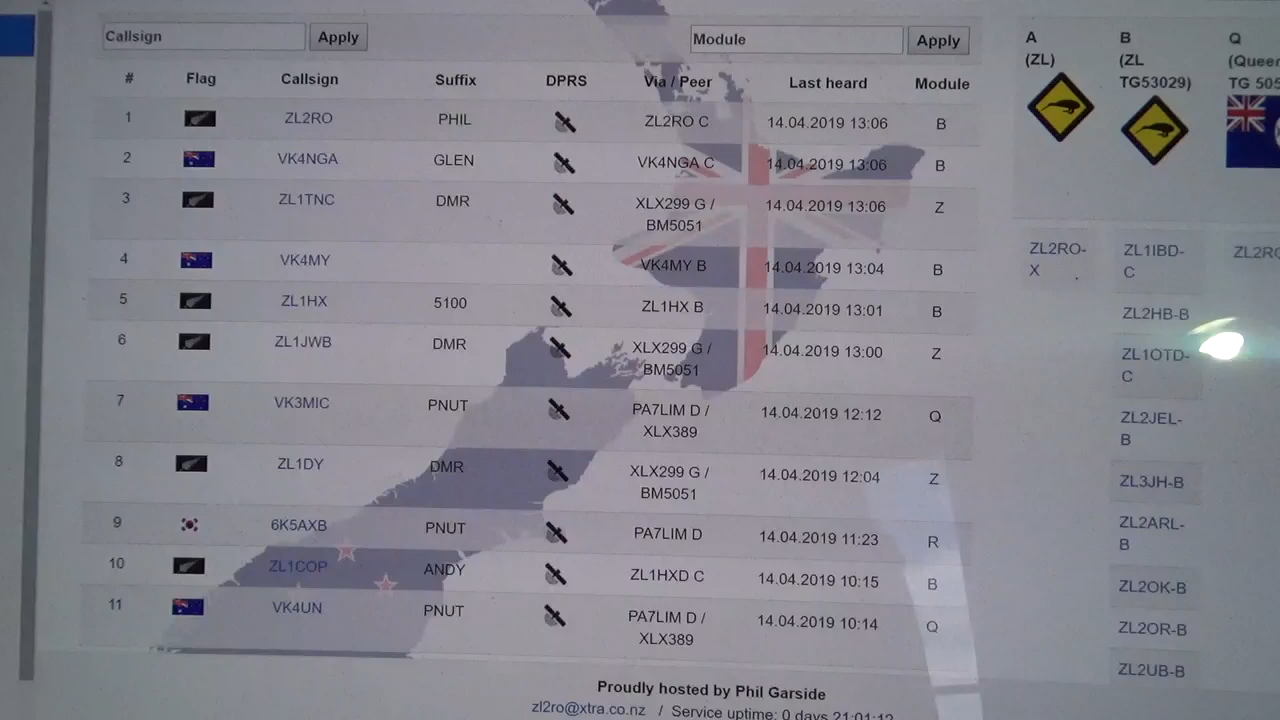 Callsign Apply Module Apply
# Flag Callsign Suffix DPRS Via / Peer Last heard Module
1 ZL2RO PHIL ZL2RO C 14.04.2019 13:06 B
2 VK4NGA GLEN VK4NGA C 14.04.2019 13:06 B
3 ZL1TNC DMR XLX299 G / 14.04.2019 13:06 Z
BM5051
4 VK4MY VK4MY B 14.04.2019 13:04 B
5 ZL1HX 5100 ZL1HX B 14.04.2019 13:01 B
6 ZL1JWB DMR XLX299 G / 14.04.2019 13:00 Z
BM5051
7 VK3MIC PNUT PA7LIM D / 14.04.2019 12:12 Q
XLX389
8 ZL1DY DMR XLX299 G / 14.04.2019 12:04 Z
BM5051
9 6K5AXB PNUT PA7LIM D 14.04.2019 11:23 R
10 ZL1COP ANDY ZL1HXD C 14.04.2019 10:15 B
11 VK4UN PNUT PA7LIM D / 14.04.2019 10:14 Q
XLX389
Proudly hosted by Phil Garside
zl2ro@xtra.co.nz / Service uptime: 0 days 21:01:12
A B Q
(ZL) (ZL (Queen
TG53029) TG 505
ZL2RO-
X
ZL1IBD-
C
ZL2HB-B
ZL1OTD-
C
ZL2JEL-
B
ZL3JH-B
ZL2ARL-
B
ZL2OK-B
ZL2OR-B
ZL2UB-B
ZL2RO